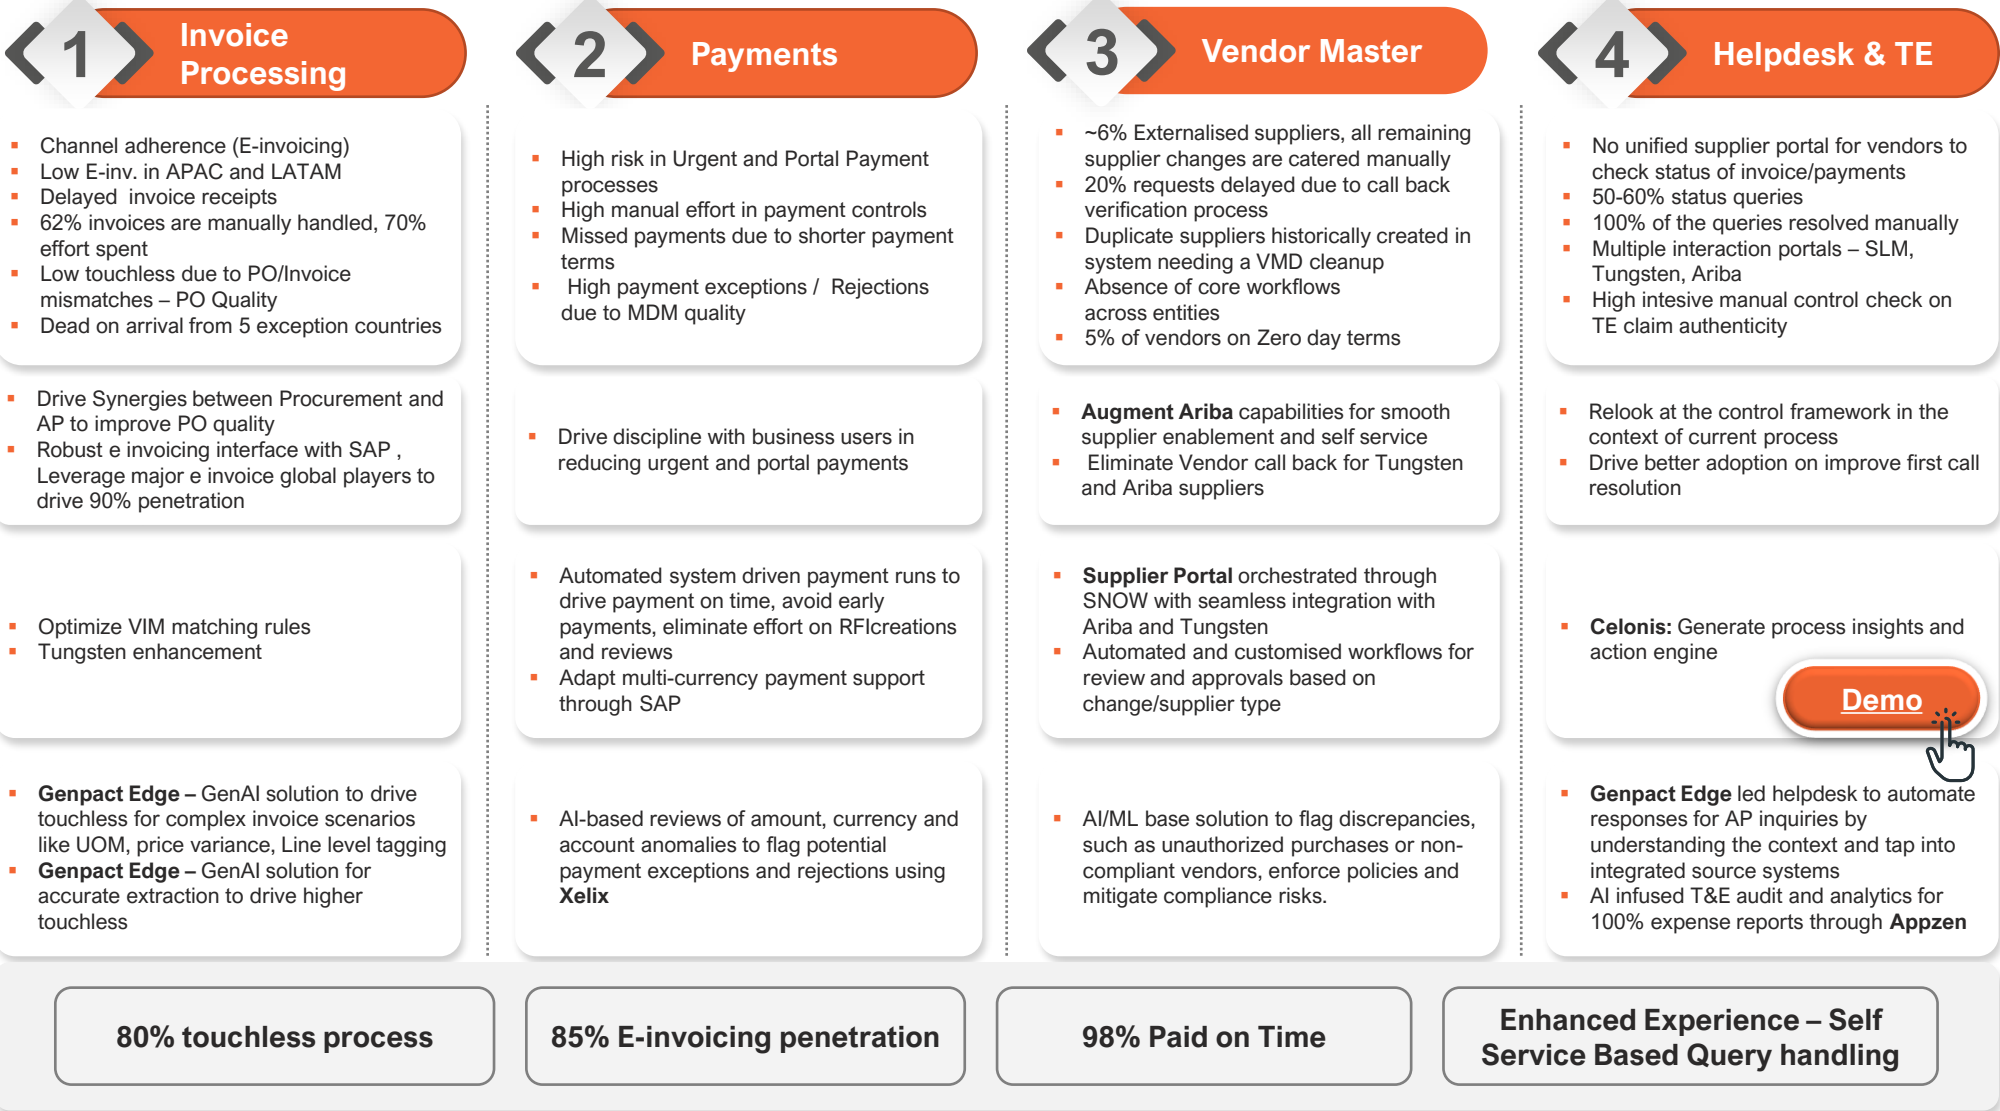 1
Invoice
Processing
Channel adherence (E-invoicing)
Low E-inv. in APAC and LATAM
Delayed invoice receipts
62% invoices are manually handled, 70%
effort spent
Low touchless due to PO/Invoice
mismatches – PO Quality
Dead on arrival from 5 exception countries
Drive Synergies between Procurement and
AP to improve PO quality
Robust e invoicing interface with SAP ,
Leverage major e invoice global players to
drive 90% penetration
Optimize VIM matching rules
Tungsten enhancement
Genpact Edge – GenAI solution to drive
touchless for complex invoice scenarios
like UOM, price variance, Line level tagging
Genpact Edge – GenAI solution for
accurate extraction to drive higher
touchless
2
Payments
High risk in Urgent and Portal Payment
processes
High manual effort in payment controls
Missed payments due to shorter payment
terms
High payment exceptions / Rejections
due to MDM quality
Drive discipline with business users in
reducing urgent and portal payments
Automated system driven payment runs to
drive payment on time, avoid early
payments, eliminate effort on RFIcreations
and reviews
Adapt multi-currency payment support
through SAP
AI-based reviews of amount, currency and
account anomalies to flag potential
payment exceptions and rejections using
Xelix
3
Vendor Master
~6% Externalised suppliers, all remaining
supplier changes are catered manually
20% requests delayed due to call back
verification process
Duplicate suppliers historically created in
system needing a VMD cleanup
Absence of core workflows
across entities
5% of vendors on Zero day terms
Augment Ariba capabilities for smooth
supplier enablement and self service
Eliminate Vendor call back for Tungsten
and Ariba suppliers
Supplier Portal orchestrated through
SNOW with seamless integration with
Ariba and Tungsten
Automated and customised workflows for
review and approvals based on
change/supplier type
AI/ML base solution to flag discrepancies,
such as unauthorized purchases or non-
compliant vendors, enforce policies and
mitigate compliance risks.
4
Helpdesk & TE
No unified supplier portal for vendors to
check status of invoice/payments
50-60% status queries
100% of the queries resolved manually
Multiple interaction portals – SLM,
Tungsten, Ariba
High intesive manual control check on
TE claim authenticity
Relook at the control framework in the
context of current process
Drive better adoption on improve first call
resolution
Celonis: Generate process insights and
action engine
Demo
Genpact Edge led helpdesk to automate
responses for AP inquiries by
understanding the context and tap into
integrated source systems
AI infused T&E audit and analytics for
100% expense reports through Appzen
80% touchless process
85% E-invoicing penetration
98% Paid on Time
Enhanced Experience – Self
Service Based Query handling